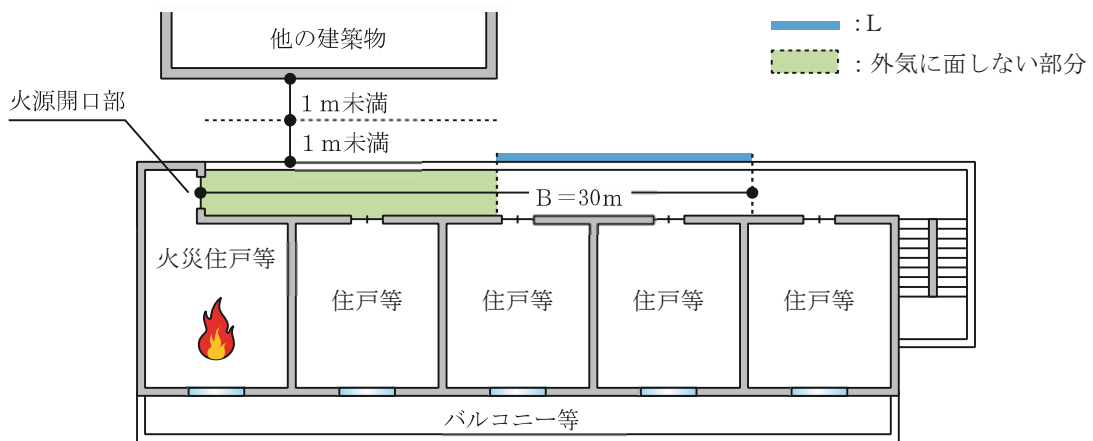 他の建築物
：L
：外気に面しない部分
火源開口部
1m未満
1m未満
B＝30m
火災住戸等
住戸等
住戸等
住戸等
住戸等
バルコニー等